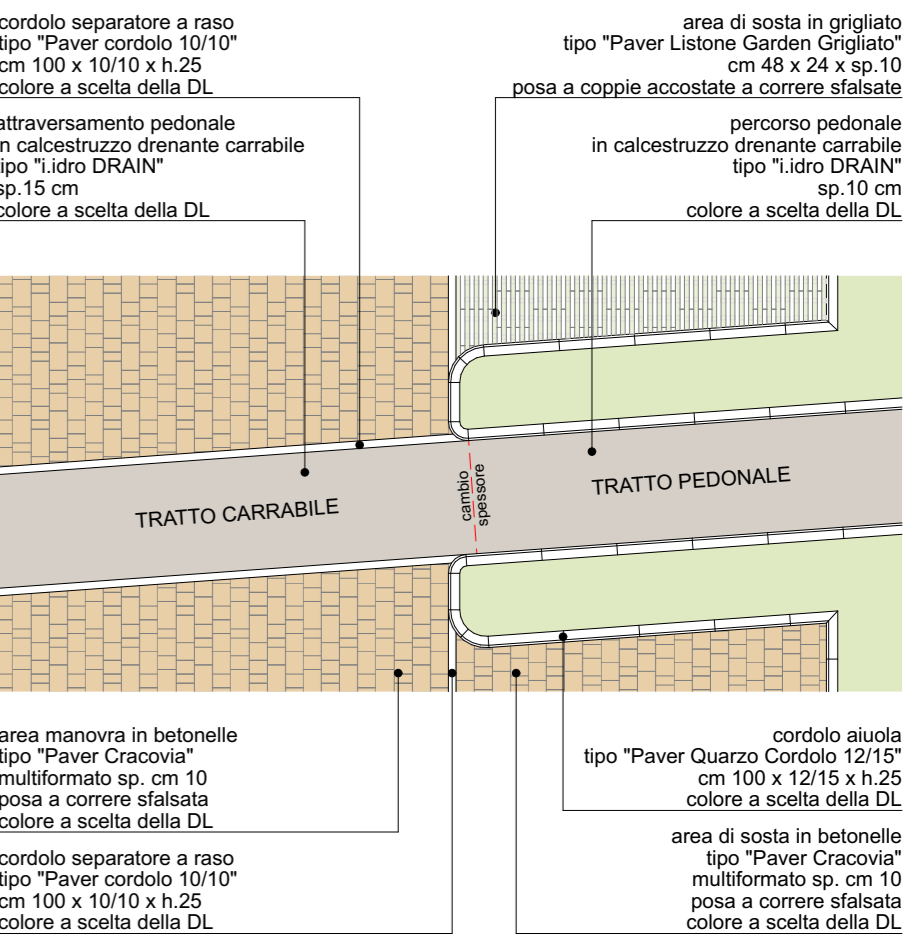 cordolo separatore a raso
tipo "Paver cordolo 10/10"
cm 100 x 10/10 x h.25
colore a scelta della DL
attraversamento pedonale
in calcestruzzo drenante carrabile
tipo "i.idro DRAIN"
sp.15 cm
colore a scelta della DL
area di sosta in grigliato
tipo "Paver Listone Garden Grigliato"
cm 48 x 24 x sp.10
posa a coppie accostate a correre sfalsate
percorso pedonale
in calcestruzzo drenante carrabile
tipo "i.idro DRAIN"
sp.10 cm
colore a scelta della DL
TRATTO CARRABILE
cambio
spessore
TRATTO PEDONALE
area manovra in betonelle
tipo "Paver Cracovia"
multiformato sp. cm 10
posa a correre sfalsata
colore a scelta della DL
cordolo separatore a raso
tipo "Paver cordolo 10/10"
cm 100 x 10/10 x h.25
colore a scelta della DL
cordolo aiuola
tipo "Paver Quarzo Cordolo 12/15"
cm 100 x 12/15 x h.25
colore a scelta della DL
area di sosta in betonelle
tipo "Paver Cracovia"
multiformato sp. cm 10
posa a correre sfalsata
colore a scelta della DL